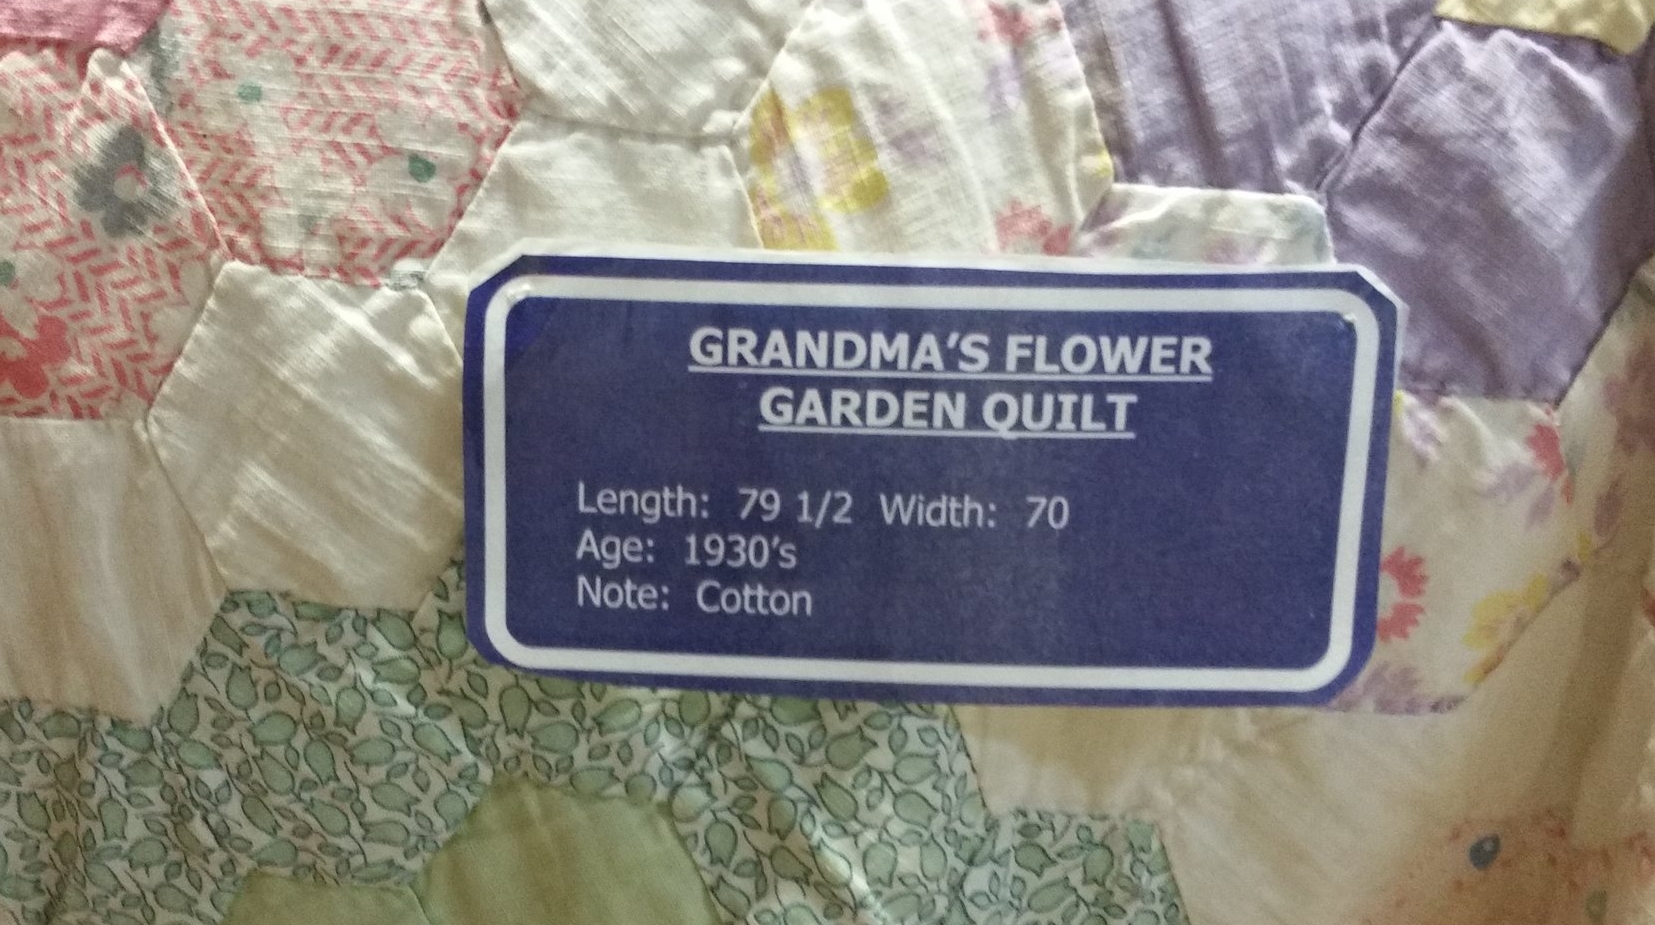 GRANDMA'S FLOWER
GARDEN QUILT
Length: 79 1/2 Width: 70
Age: 1930's
Note: Cotton